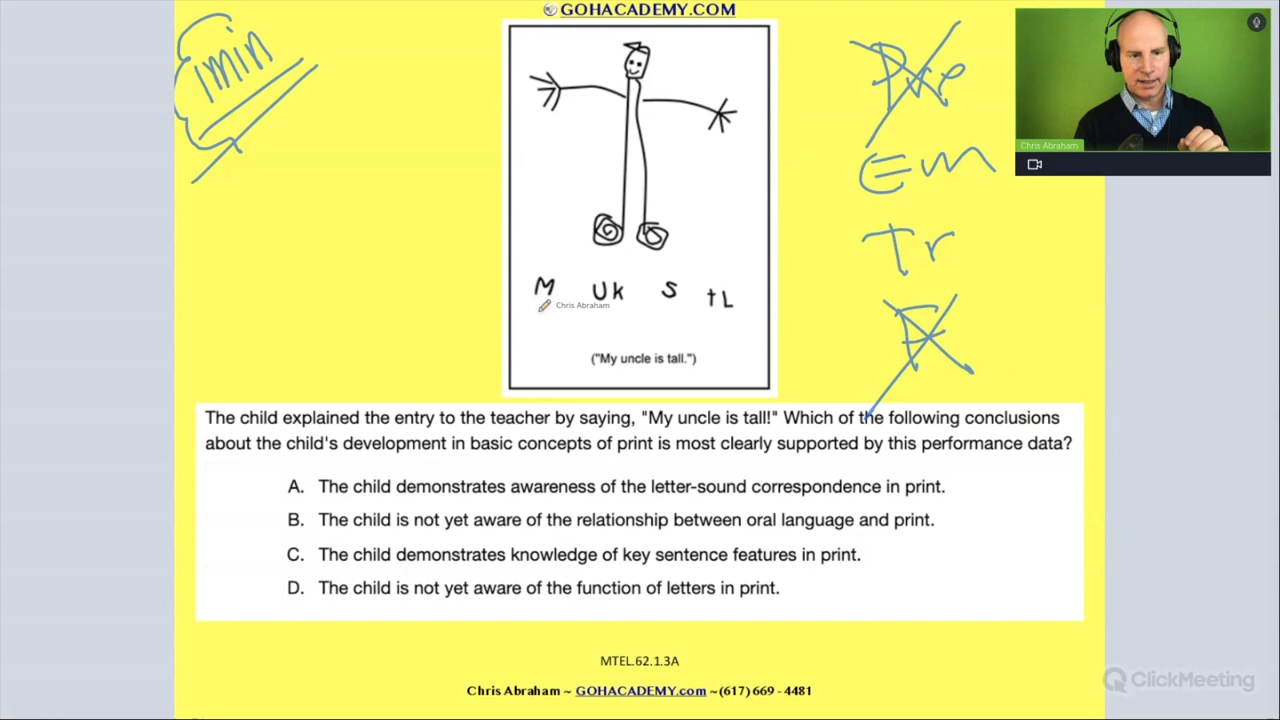 GOHACADEMY.COM
1min
Pre
Em
Tr
F
Chris Abraham
M Uk S tL
Chris Abraham
("My uncle is tall.")
The child explained the entry to the teacher by saying, "My uncle is tall!" Which of the following conclusions
about the child's development in basic concepts of print is most clearly supported by this performance data?
A. The child demonstrates awareness of the letter-sound correspondence in print.
B. The child is not yet aware of the relationship between oral language and print.
C. The child demonstrates knowledge of key sentence features in print.
D. The child is not yet aware of the function of letters in print.
MTEL.62.1.3A
Chris Abraham ~ GOHACADEMY.com ~(617) 669 - 4481
ClickMeeting